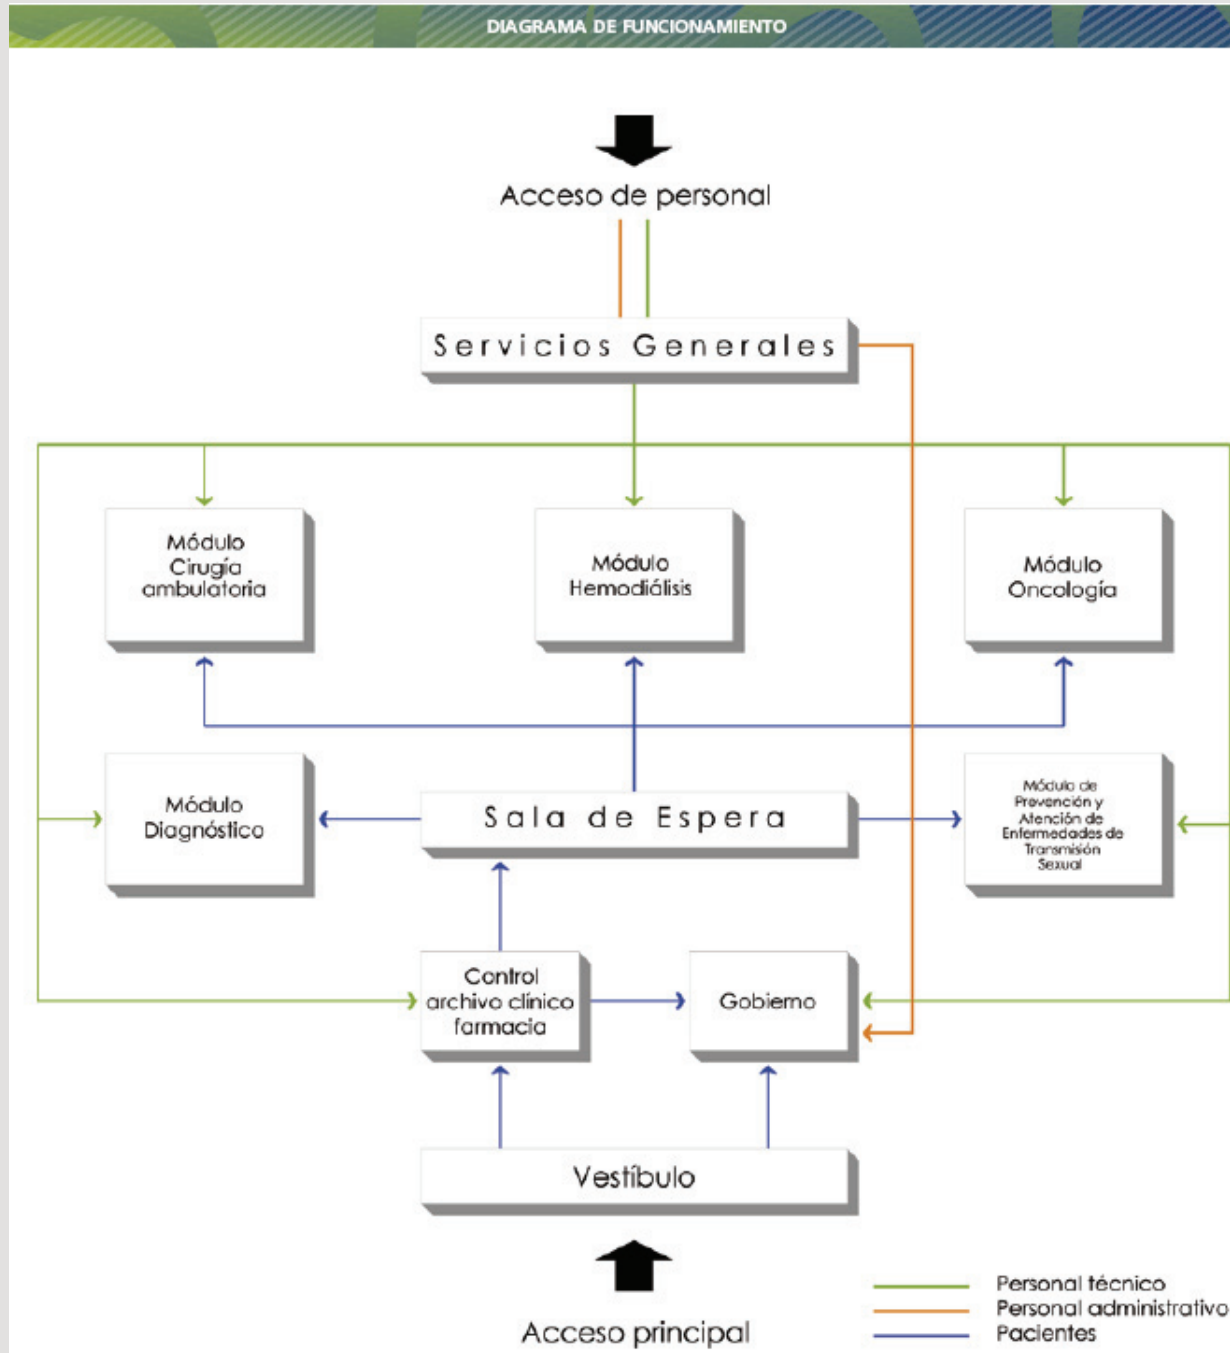 DIAGRAMA DE FUNCIONAMIENTO
Acceso de personal
Servicios Generales
Módulo
Cirugía
ambulatoria
Módulo
Hemodiálisis
Módulo
Oncología
Módulo
Diagnóstico
Sala de Espera
Módulo de
Prevención y
Atención de
Enfermedades de
Transmisión
Sexual
Control
archivo clínico
farmacia
Gobierno
Vestíbulo
Acceso principal
Personal técnico
Personal administrativo
Pacientes